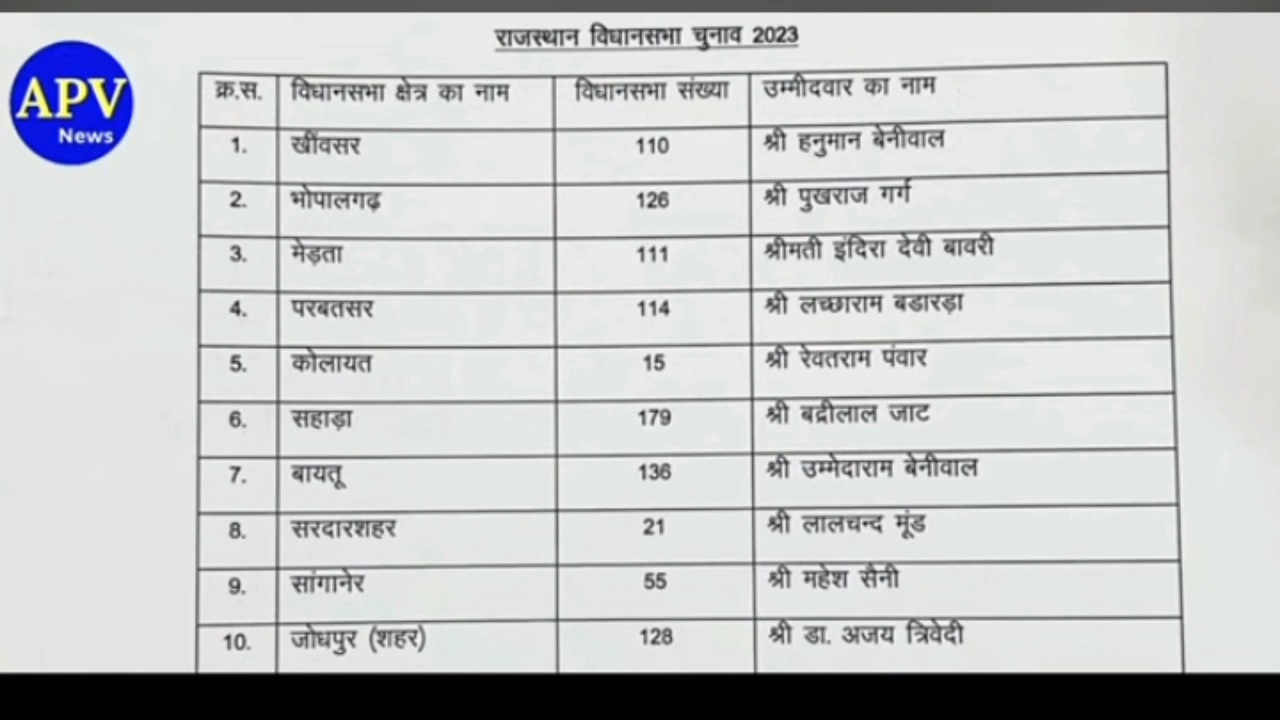 राजस्थान विधानसभा चुनाव 2023
APV
News
क्र.स. विधानसभा क्षेत्र का नाम विधानसभा संख्या उम्मीदवार का नाम
1. खींवसर 110 श्री हनुमान बेनीवाल
2. भोपालगढ़ 126 श्री पुखराज गर्ग
3. मेड़ता 111 श्रीमती इंदिरा देवी बावरी
4. परबतसर 114 श्री लच्छाराम बडारड़ा
5. कोलायत 15 श्री रेवतराम पंवार
6. सहाड़ा 179 श्री बद्रीलाल जाट
7. बायतू 136 श्री उम्मेदाराम बेनीवाल
8. सरदारशहर 21 श्री लालचन्द मूंड
9. सांगानेर 55 श्री महेश सैनी
10. जोधपुर (शहर) 128 श्री डा. अजय त्रिवेदी